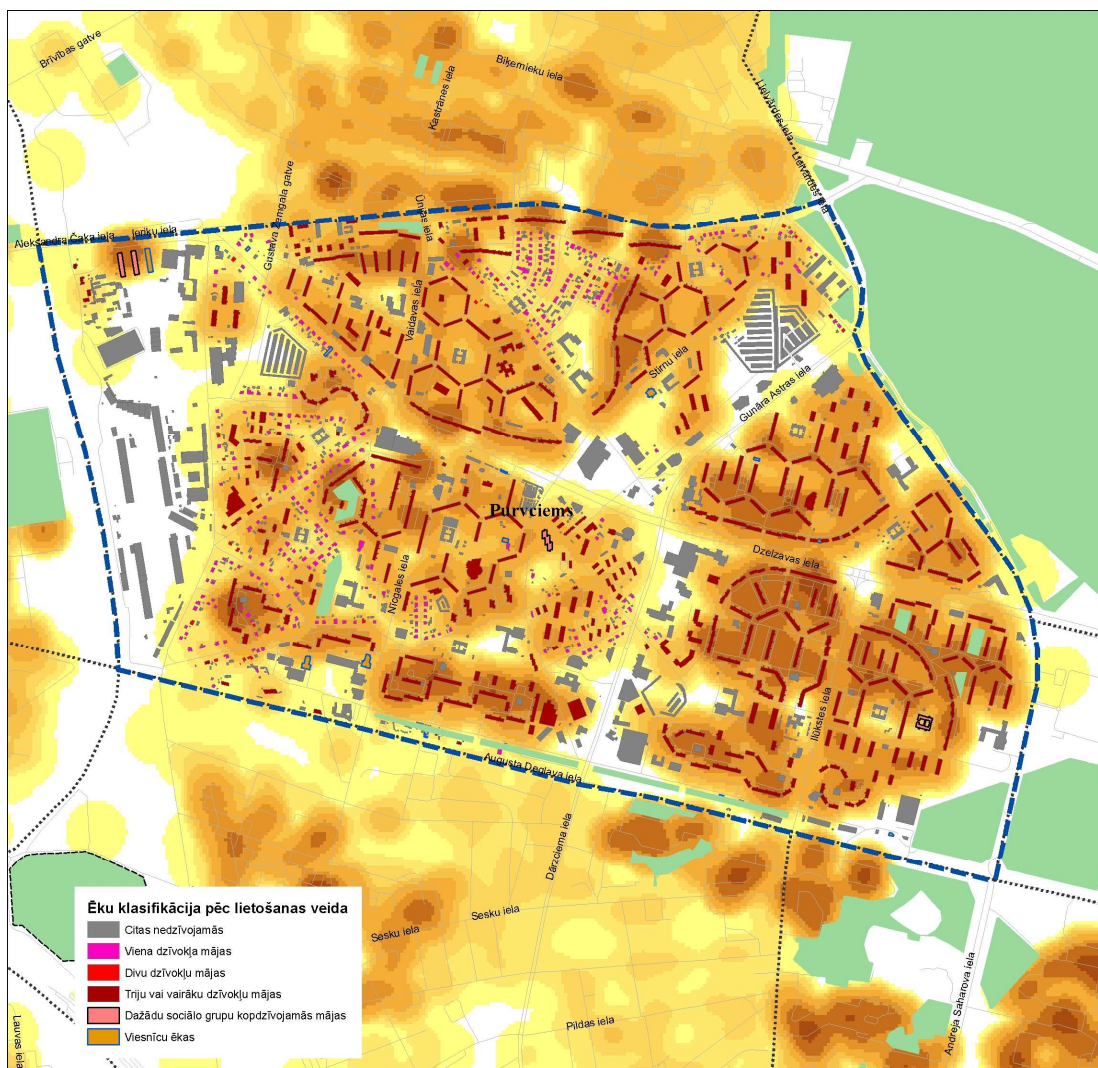 Brīvības gatve
Biķernieku iela
Kastrānes iela
Lielvārdes iela
Lielvārdes iela
Ūnijas iela
Gustava Zemgala gatve
Aleksandra Čaka iela
Ieriķu iela
Vaidavas iela
Stirnu iela
Gunāra Astras iela
Purvciems
Dzelzavas iela
Nīcgales iela
Ilūkstes iela
Augusta Deglava iela
Dārzciema iela
Sesku iela
Sesku iela
Pildas iela
Andreja Saharova iela
Lauvas iela
Ēku klasifikācija pēc lietošanas veida
Citas nedzīvojamās
Viena dzīvokļa mājas
Divu dzīvokļu mājas
Triju vai vairāku dzīvokļu mājas
Dažādu sociālo grupu kopdzīvojamās mājas
Viesnīcu ēkas